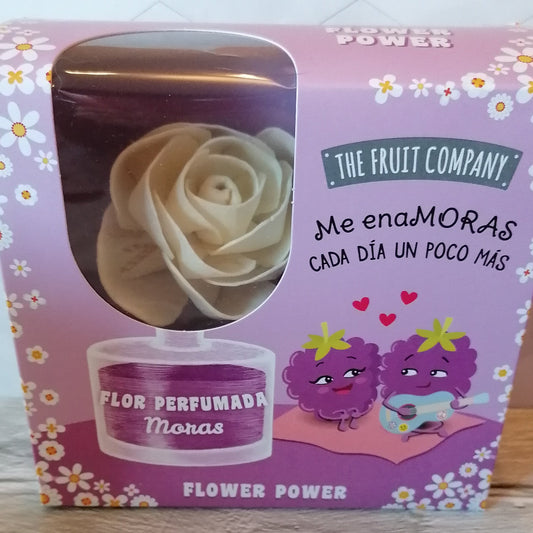 FLOWER
POWER
THE FRUIT COMPANY
Me enaMORAS
CADA DÍA UN POCO MÁS
FLOR PERFUMADA
Moras
FLOWER POWER